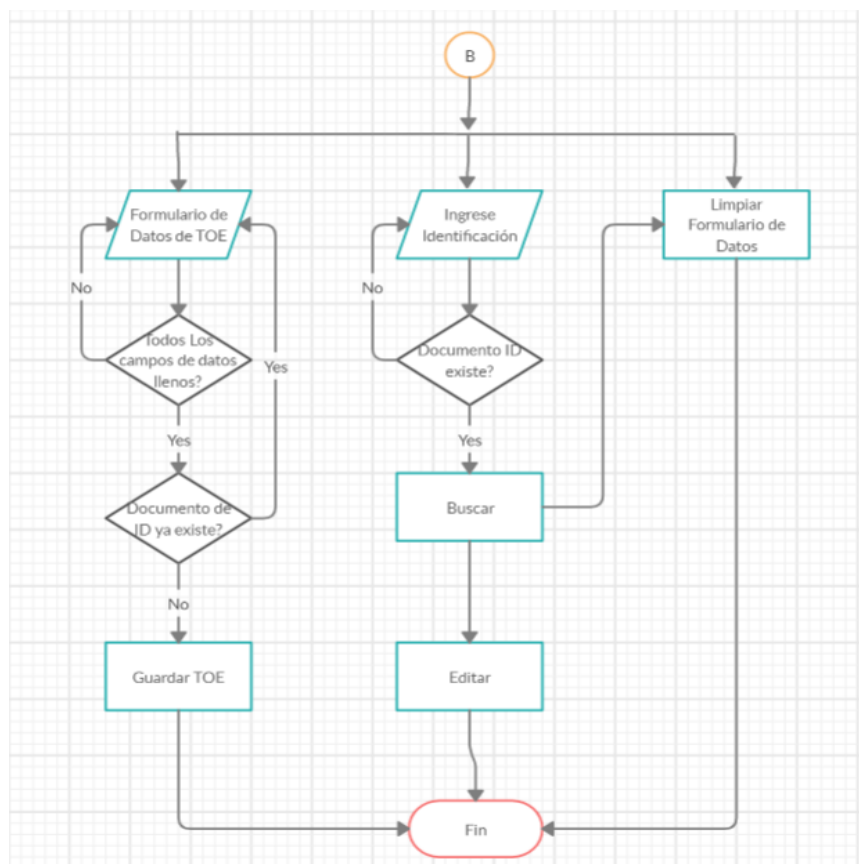 B
Formulario de
Datos de TOE
Ingrese
Identificación
Limpiar
Formulario de
Datos
No
No
Todos Los
campos de datos
llenos?
Yes
Documento ID
existe?
Yes
Yes
Documento de
ID ya existe?
Buscar
No
Guardar TOE
Editar
Fin